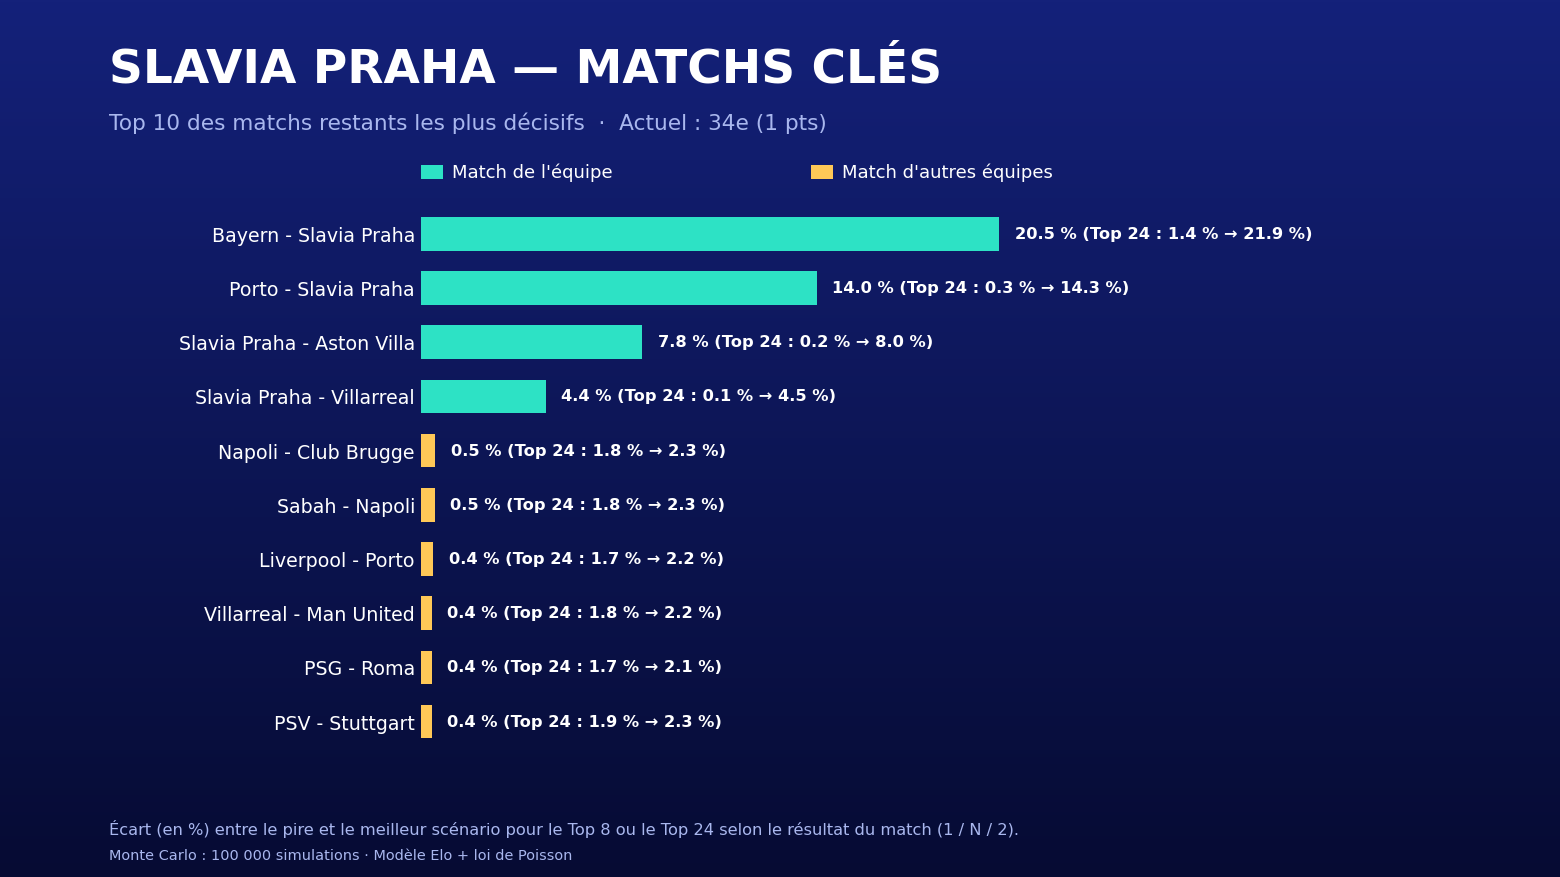 SLAVIA PRAHA — MATCHS CLÉS
Top 10 des matchs restants les plus décisifs · Actuel : 34e (1 pts)
Match de l'équipe
Match d'autres équipes
Bayern - Slavia Praha 20.5 % (Top 24 : 1.4 % → 21.9 %)
Porto - Slavia Praha 14.0 % (Top 24 : 0.3 % → 14.3 %)
Slavia Praha - Aston Villa 7.8 % (Top 24 : 0.2 % → 8.0 %)
Slavia Praha - Villarreal 4.4 % (Top 24 : 0.1 % → 4.5 %)
Napoli - Club Brugge 0.5 % (Top 24 : 1.8 % → 2.3 %)
Sabah - Napoli 0.5 % (Top 24 : 1.8 % → 2.3 %)
Liverpool - Porto 0.4 % (Top 24 : 1.7 % → 2.2 %)
Villarreal - Man United 0.4 % (Top 24 : 1.8 % → 2.2 %)
PSG - Roma 0.4 % (Top 24 : 1.7 % → 2.1 %)
PSV - Stuttgart 0.4 % (Top 24 : 1.9 % → 2.3 %)
Écart (en %) entre le pire et le meilleur scénario pour le Top 8 ou le Top 24 selon le résultat du match (1 / N / 2).
Monte Carlo : 100 000 simulations · Modèle Elo + loi de Poisson